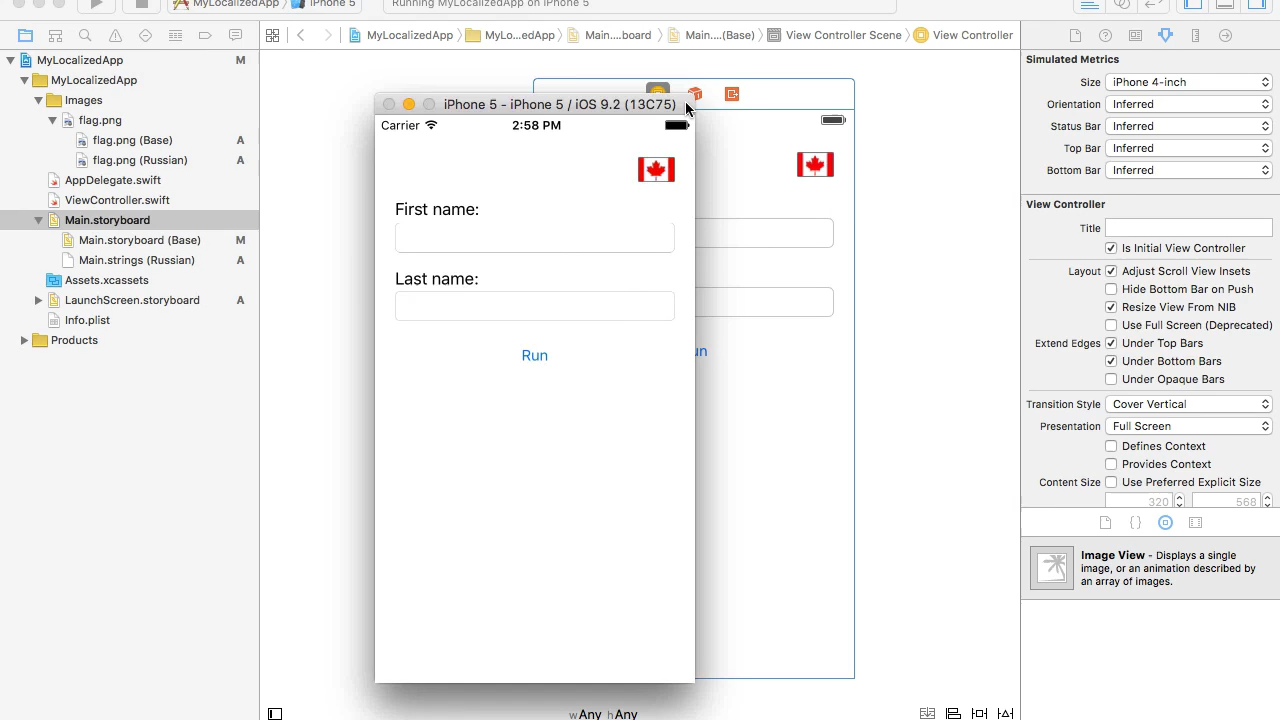 MyLocalizedApp iPhone 5 Running MyLocalizedApp on iPhone 5
MyLocalizedApp MyLo...edApp Main....board Main....(Base) View Controller Scene View Controller
MyLocalizedApp M
MyLocalizedApp
Images
flag.png
flag.png (Base) A
flag.png (Russian) A
AppDelegate.swift
ViewController.swift
Main.storyboard
Main.storyboard (Base) M
Main.strings (Russian) A
Assets.xcassets
LaunchScreen.storyboard A
Info.plist
Products
iPhone 5 - iPhone 5 / iOS 9.2 (13C75)
Carrier 2:58 PM
First name:
Last name:
Run
un
wAny hAny
Simulated Metrics
Size iPhone 4-inch
Orientation Inferred
Status Bar Inferred
Top Bar Inferred
Bottom Bar Inferred
View Controller
Title
Is Initial View Controller
Layout Adjust Scroll View Insets
Hide Bottom Bar on Push
Resize View From NIB
Use Full Screen (Deprecated)
Extend Edges Under Top Bars
Under Bottom Bars
Under Opaque Bars
Transition Style Cover Vertical
Presentation Full Screen
Defines Context
Provides Context
Content Size Use Preferred Explicit Size
320 568
Image View - Displays a single
image, or an animation described by
an array of images.